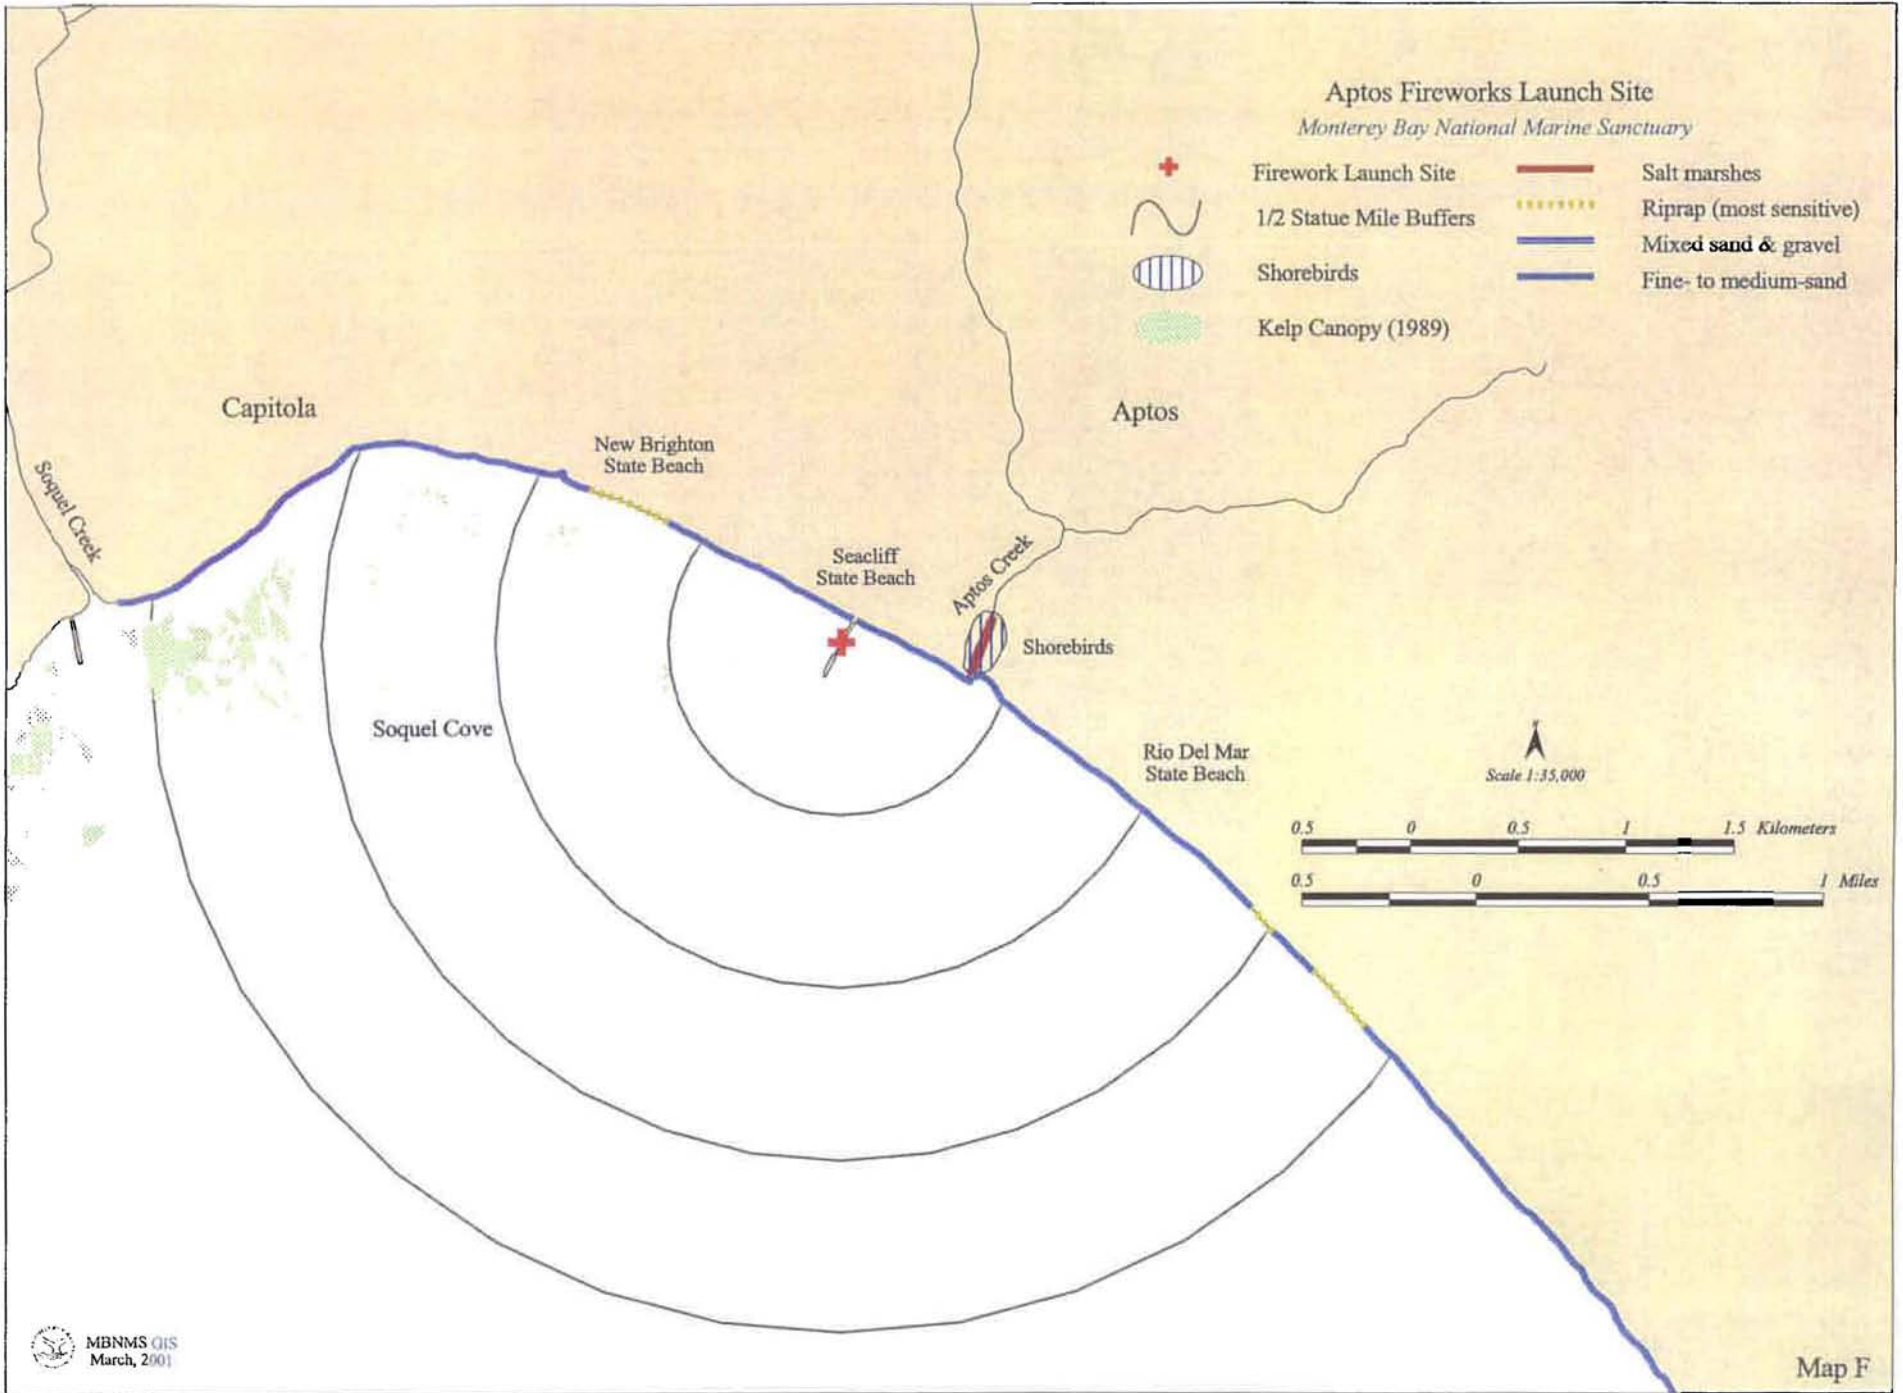 Aptos Fireworks Launch Site
Monterey Bay National Marine Sanctuary
Firework Launch Site
1/2 Statue Mile Buffers
Shorebirds
Kelp Canopy (1989)
Salt marshes
Riprap (most sensitive)
Mixed sand & gravel
Fine- to medium-sand
Capitola
Aptos
New Brighton
State Beach
Soquel Creek
Seacliff
State Beach
Aptos Creek
Shorebirds
Soquel Cove
Rio Del Mar
State Beach
N
Scale 1:35,000
0.5 0 0.5 1 1.5 Kilometers
0.5 0 0.5 1 Miles
MBNMS GIS
March, 2001
Map F